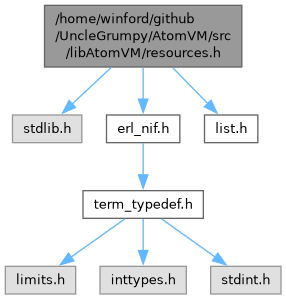 /home/winford/github
/UncleGrumpy/AtomVM/src
/libAtomVM/resources.h
stdlib.h
erl_nif.h
list.h
term_typedef.h
limits.h
inttypes.h
stdint.h